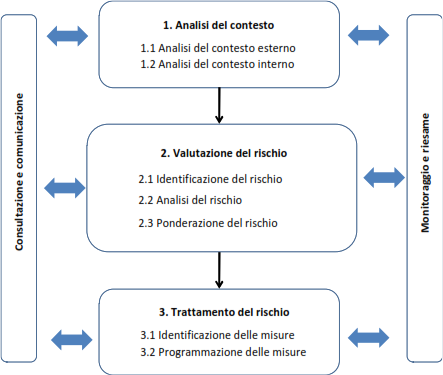 Consultazione e comunicazione
1. Analisi del contesto
1.1 Analisi del contesto esterno
1.2 Analisi del contesto interno
2. Valutazione del rischio
2.1 Identificazione del rischio
2.2 Analisi del rischio
2.3 Ponderazione del rischio
3. Trattamento del rischio
3.1 Identificazione delle misure
3.2 Programmazione delle misure
Monitoraggio e riesame